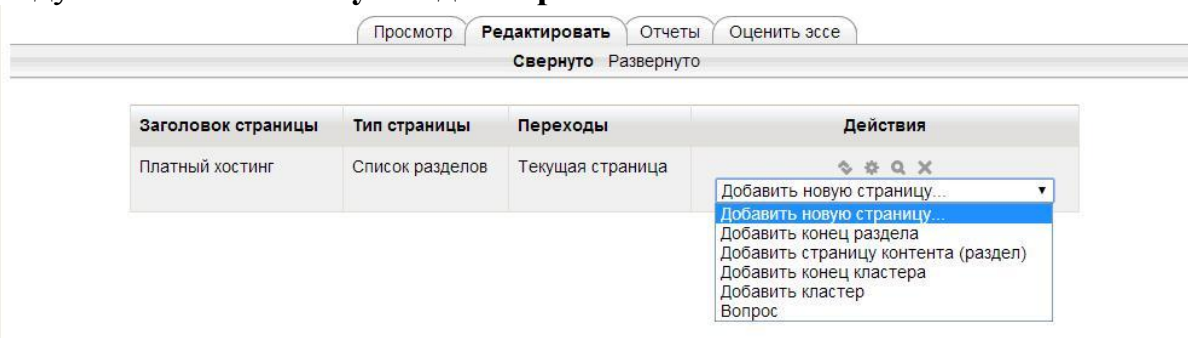 Просмотр Редактировать Отчеты Оценить эссе
Свернуто Развернуто
Заголовок страницы Тип страницы Переходы Действия
Платный хостинг Список разделов Текущая страница
Добавить новую страницу...
Добавить новую страницу...
Добавить конец раздела
Добавить страницу контента (раздел)
Добавить конец кластера
Добавить кластер
Вопрос